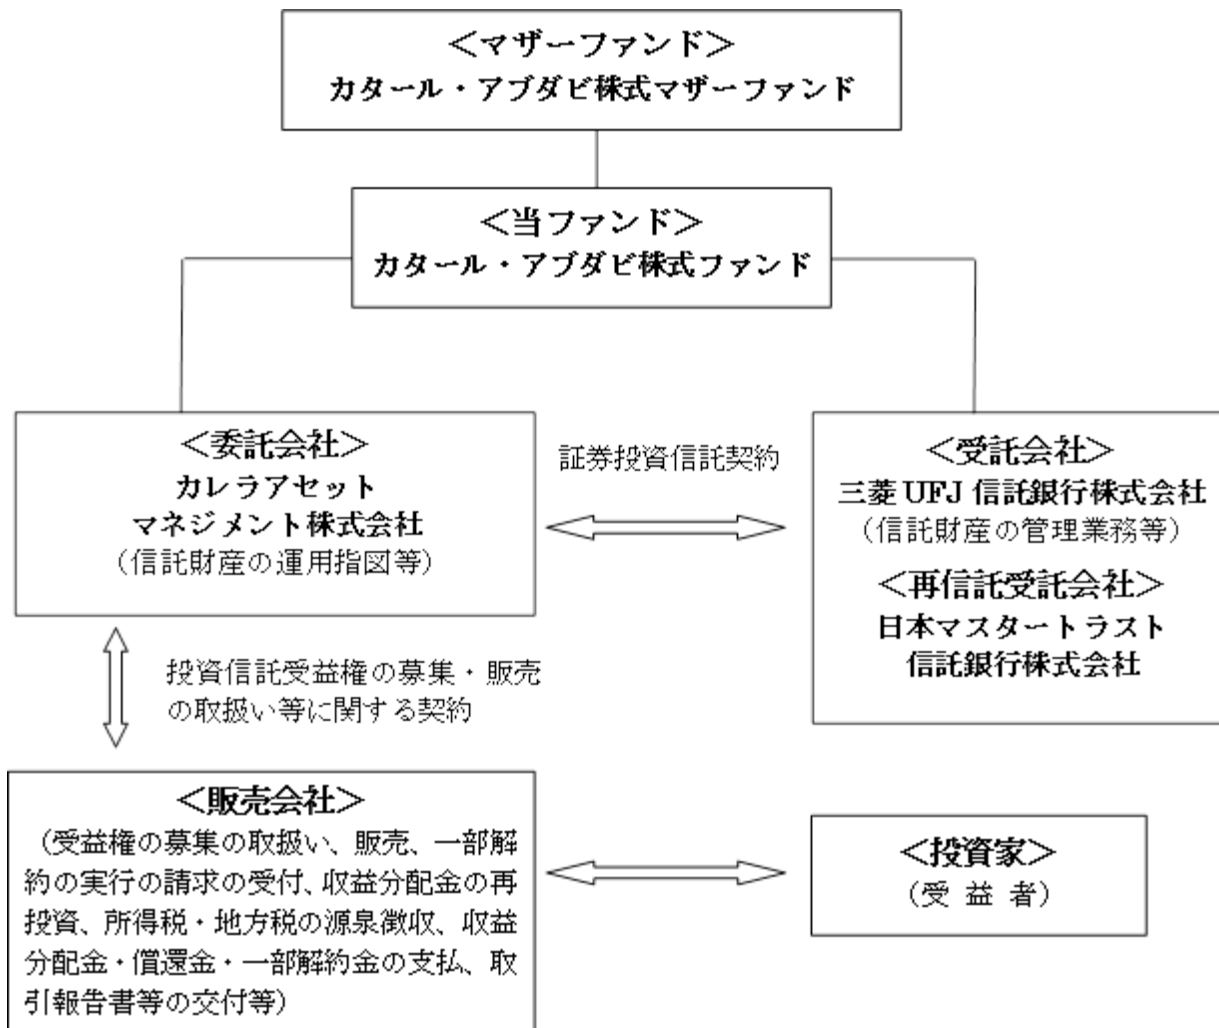 ＜マザーファンド＞
カタール・アブダビ株式マザーファンド
＜当ファンド＞
カタール・アブダビ株式ファンド
＜委託会社＞
カレラアセット
マネジメント株式会社
（信託財産の運用指図等）
証券投資信託契約
＜受託会社＞
三菱 UFJ 信託銀行株式会社
（信託財産の管理業務等）
＜再信託受託会社＞
日本マスタートラスト
信託銀行株式会社
投資信託受益権の募集・販売
の取扱い等に関する契約
＜販売会社＞
（受益権の募集の取扱い、販売、一部解
約の実行の請求の受付、収益分配金の再
投資、所得税・地方税の源泉徴収、収益
分配金・償還金・一部解約金の支払、取
引報告書等の交付等）
＜投資家＞
（受 益 者）